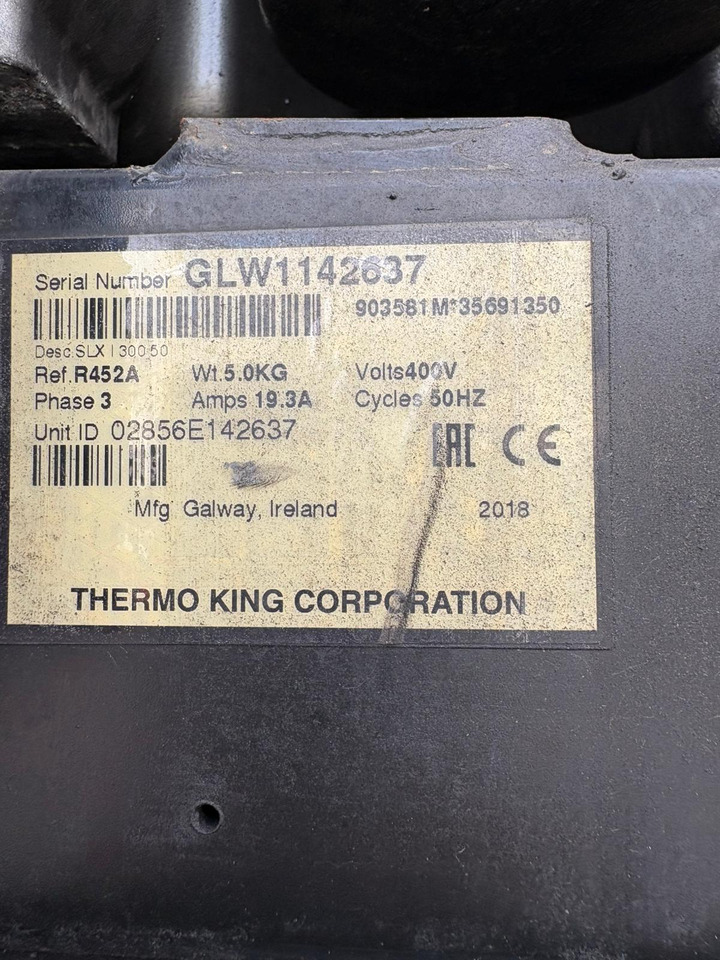 Serial Number GLW1142637
903581M*35691350
Desc.SLX I 300 50
Ref.R452A Wt.5.0KG Volts400V
Phase 3 Amps 19.3A Cycles 50HZ
Unit ID 02856E142637
EAC CE
Mfg Galway, Ireland 2018
THERMO KING CORPORATION